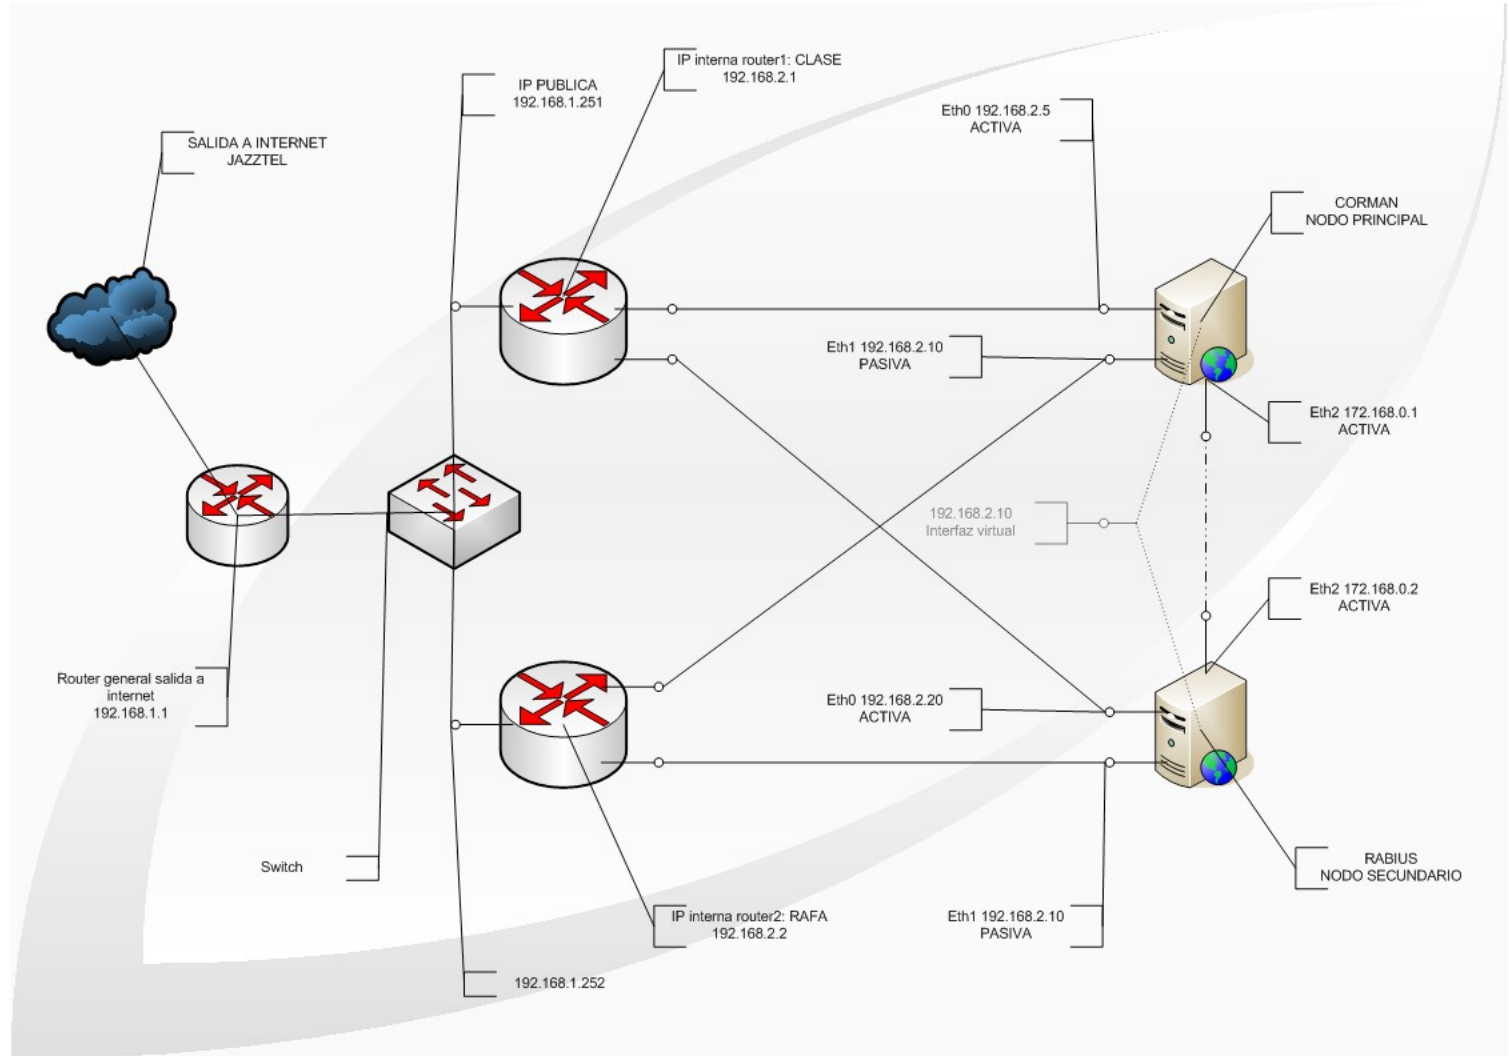 IP interna router1: CLASE
192.168.2.1
IP PUBLICA
192.168.1.251
Eth0 192.168.2.5
ACTIVA
SALIDA A INTERNET
JAZZTEL
CORMAN
NODO PRINCIPAL
Eth1 192.168.2.10
PASIVA
Eth2 172.168.0.1
ACTIVA
192.168.2.10
Interfaz virtual
Eth2 172.168.0.2
ACTIVA
Router general salida a
internet
192.168.1.1
Eth0 192.168.2.20
ACTIVA
Switch
RABIUS
NODO SECUNDARIO
IP interna router2: RAFA
192.168.2.2
Eth1 192.168.2.10
PASIVA
192.168.1.252